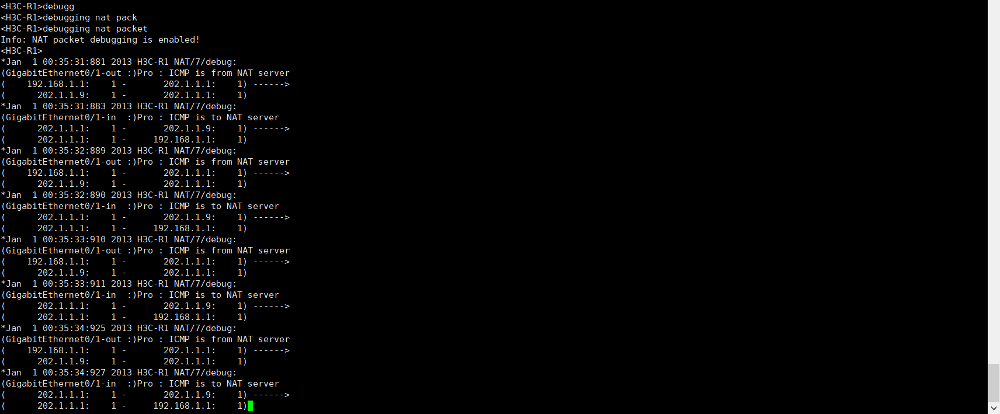 <H3C-R1>debugg
<H3C-R1>debugging nat pack
<H3C-R1>debugging nat packet
Info: NAT packet debugging is enabled!
<H3C-R1>
*Jan  1 00:35:31:881 2013 H3C-R1 NAT/7/debug:
(GigabitEthernet0/1-out :)Pro : ICMP is from NAT server
(    192.168.1.1:    1 -       202.1.1.1:    1) ------>
(      202.1.1.9:    1 -       202.1.1.1:    1)
*Jan  1 00:35:31:883 2013 H3C-R1 NAT/7/debug:
(GigabitEthernet0/1-in  :)Pro : ICMP is to NAT server
(      202.1.1.1:    1 -       202.1.1.9:    1) ------>
(      202.1.1.1:    1 -     192.168.1.1:    1)
*Jan  1 00:35:32:889 2013 H3C-R1 NAT/7/debug:
(GigabitEthernet0/1-out :)Pro : ICMP is from NAT server
(    192.168.1.1:    1 -       202.1.1.1:    1) ------>
(      202.1.1.9:    1 -       202.1.1.1:    1)
*Jan  1 00:35:32:890 2013 H3C-R1 NAT/7/debug:
(GigabitEthernet0/1-in  :)Pro : ICMP is to NAT server
(      202.1.1.1:    1 -       202.1.1.9:    1) ------>
(      202.1.1.1:    1 -     192.168.1.1:    1)
*Jan  1 00:35:33:910 2013 H3C-R1 NAT/7/debug:
(GigabitEthernet0/1-out :)Pro : ICMP is from NAT server
(    192.168.1.1:    1 -       202.1.1.1:    1) ------>
(      202.1.1.9:    1 -       202.1.1.1:    1)
*Jan  1 00:35:33:911 2013 H3C-R1 NAT/7/debug:
(GigabitEthernet0/1-in  :)Pro : ICMP is to NAT server
(      202.1.1.1:    1 -       202.1.1.9:    1) ------>
(      202.1.1.1:    1 -     192.168.1.1:    1)
*Jan  1 00:35:34:925 2013 H3C-R1 NAT/7/debug:
(GigabitEthernet0/1-out :)Pro : ICMP is from NAT server
(    192.168.1.1:    1 -       202.1.1.1:    1) ------>
(      202.1.1.9:    1 -       202.1.1.1:    1)
*Jan  1 00:35:34:927 2013 H3C-R1 NAT/7/debug:
(GigabitEthernet0/1-in  :)Pro : ICMP is to NAT server
(      202.1.1.1:    1 -       202.1.1.9:    1) ------>
(      202.1.1.1:    1 -     192.168.1.1:    1)